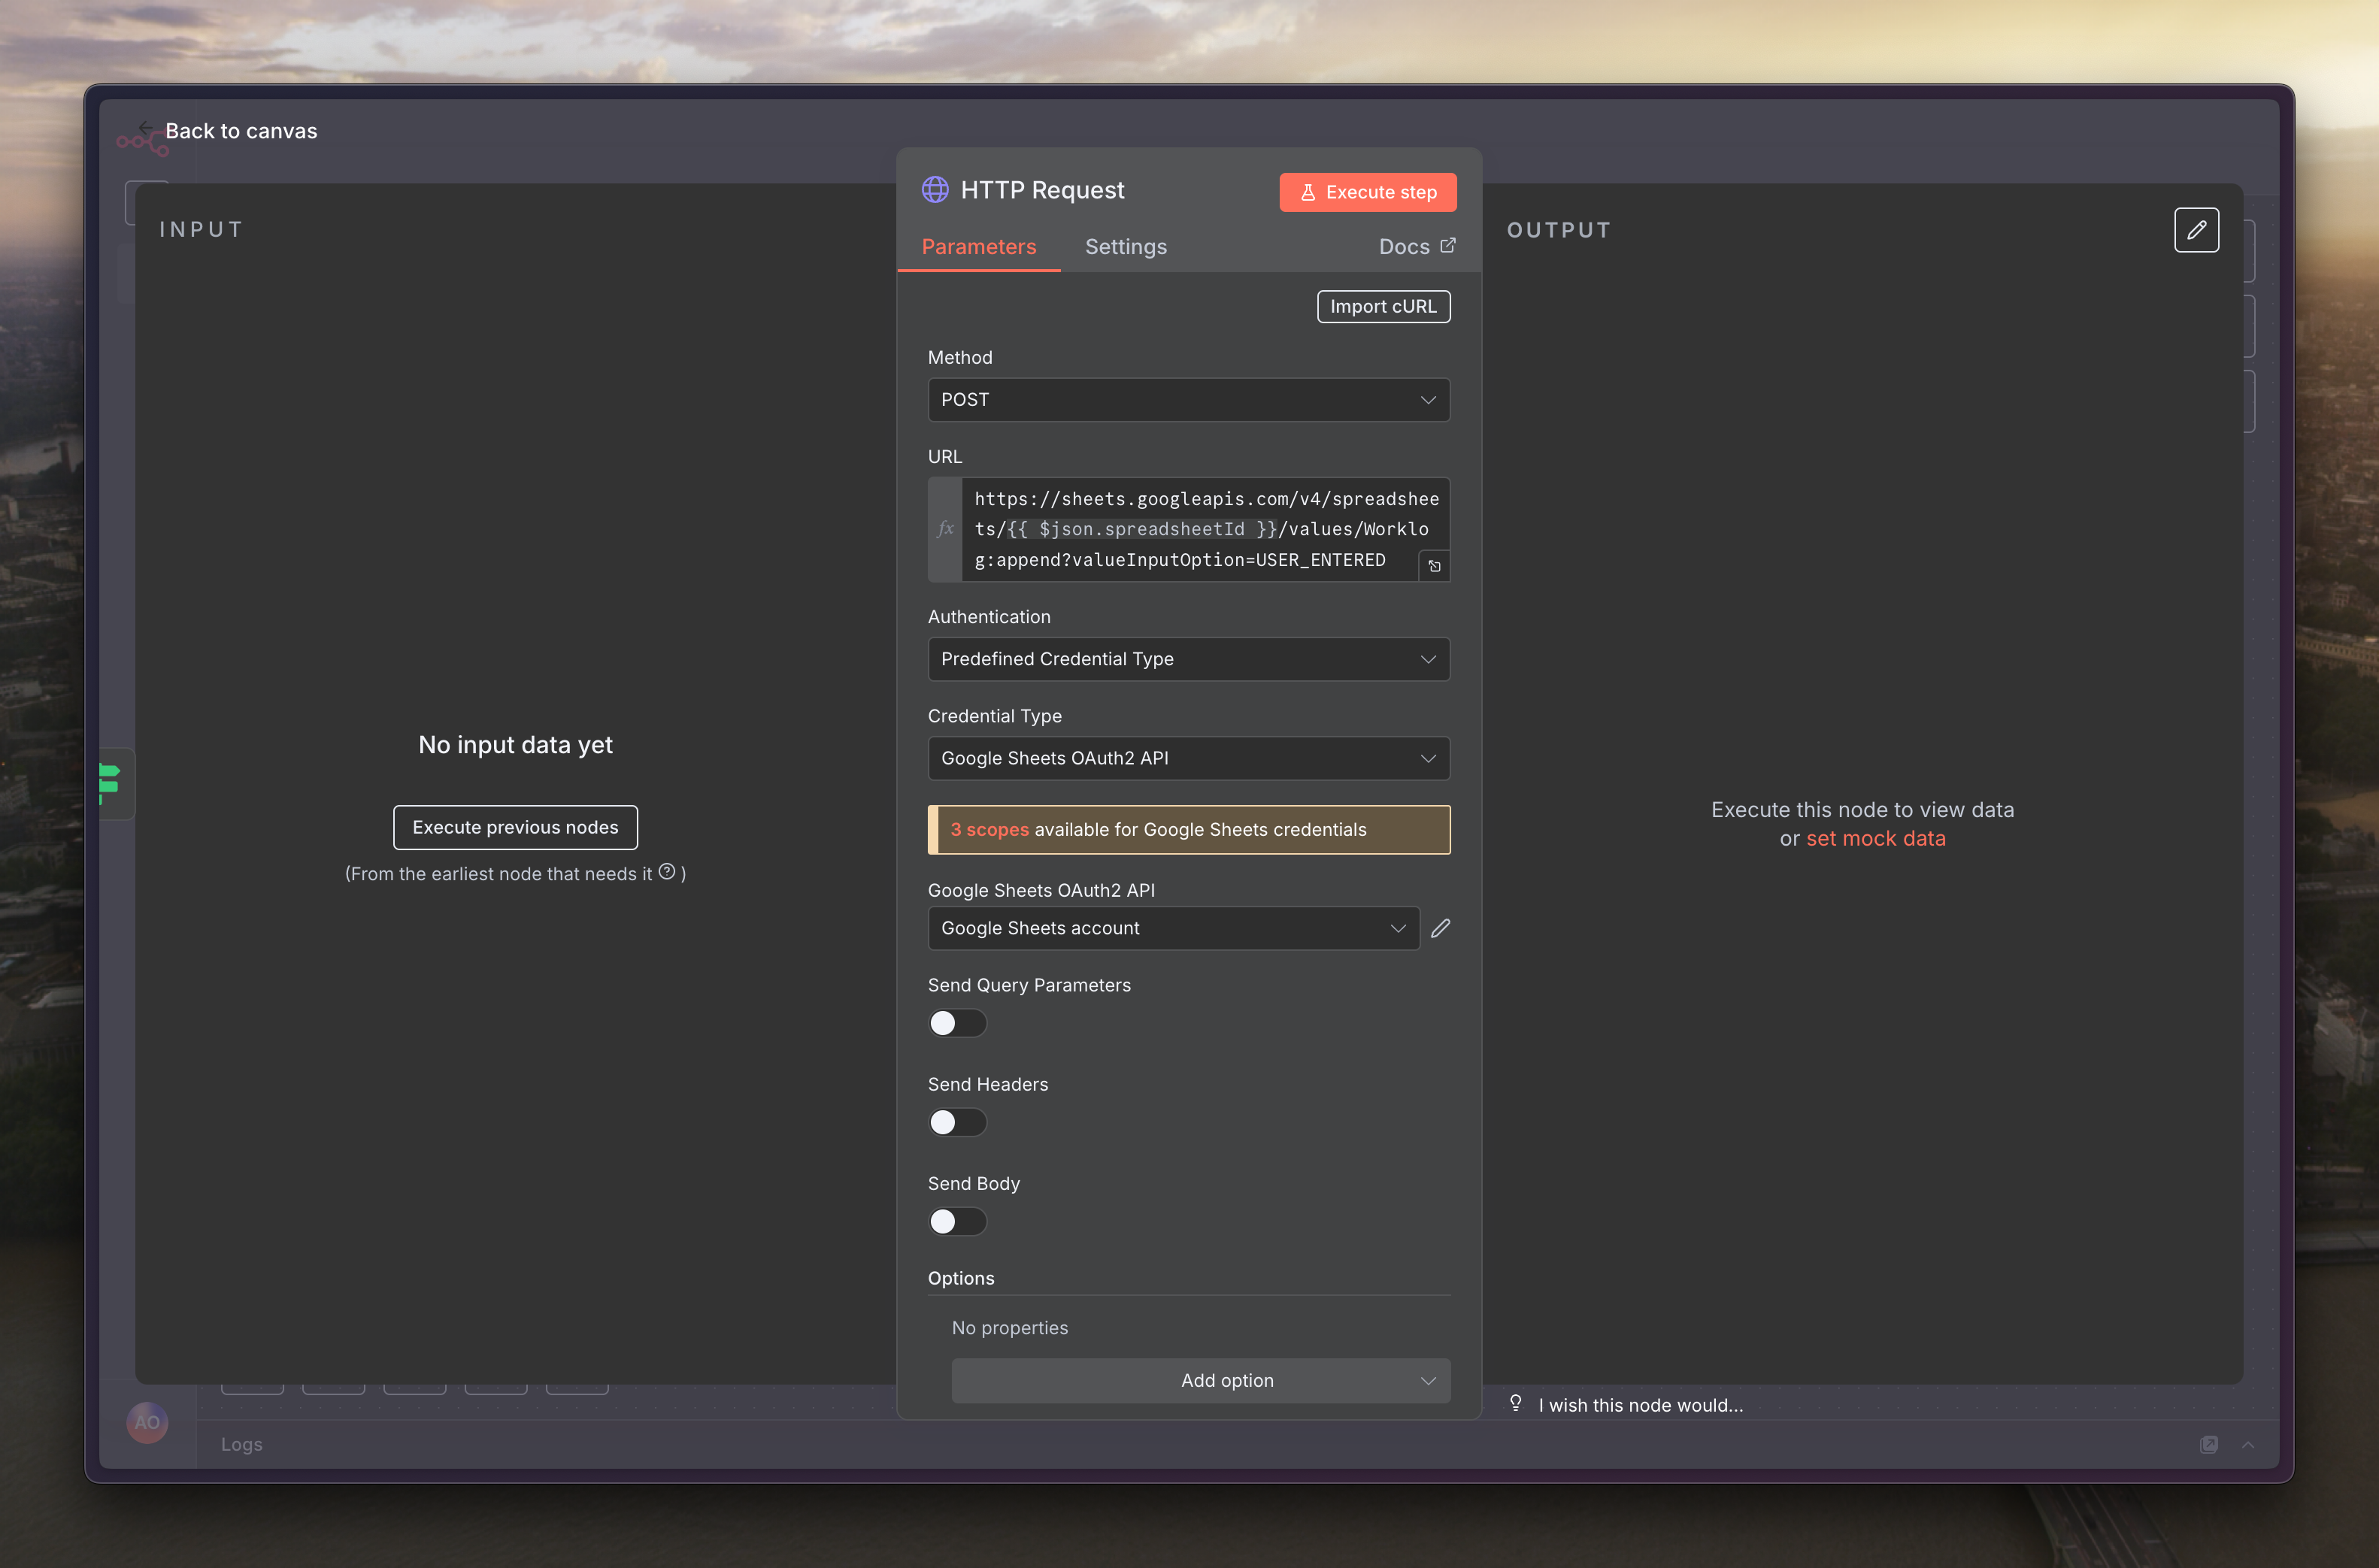 Back to canvas
INPUT
No input data yet
Execute previous nodes
(From the earliest node that needs it ? )
HTTP Request
Execute step
Parameters
Settings
Docs
Import cURL
Method
POST
URL
fx
https://sheets.googleapis.com/v4/spreadshee
ts/{{ $json.spreadsheetId }}/values/Worklo
g:append?valueInputOption=USER_ENTERED
Authentication
Predefined Credential Type
Credential Type
Google Sheets OAuth2 API
3 scopes available for Google Sheets credentials
Google Sheets OAuth2 API
Google Sheets account
Send Query Parameters
Send Headers
Send Body
Options
No properties
Add option
OUTPUT
Execute this node to view data
or set mock data
I wish this node would...
AO
Logs